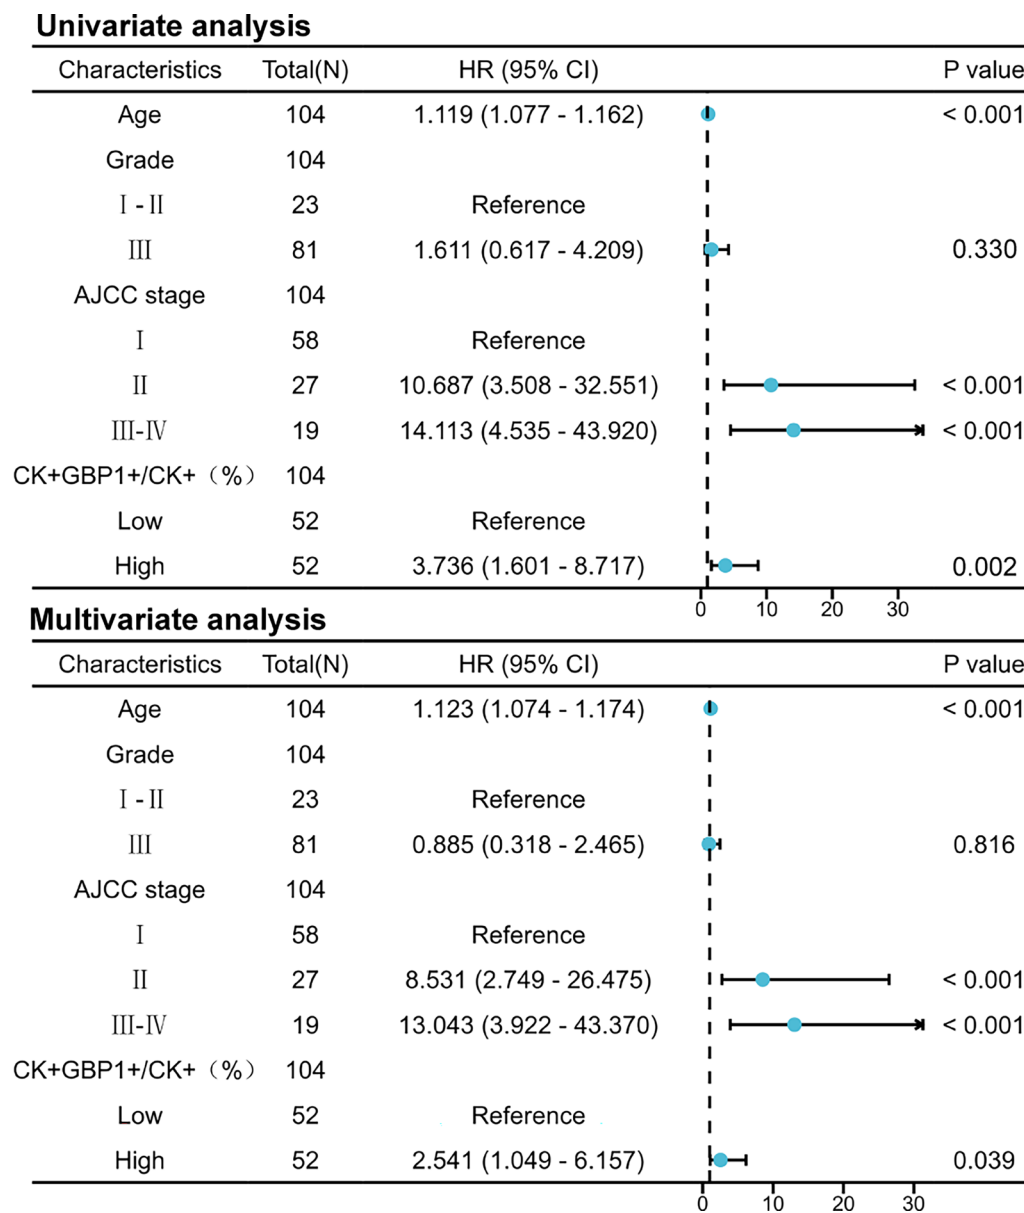 Univariate analysis
Characteristics Total(N) HR (95% CI) P value
Age 104 1.119 (1.077 - 1.162) < 0.001
Grade 104
Ⅰ-Ⅱ 23 Reference
Ⅲ 81 1.611 (0.617 - 4.209) 0.330
AJCC stage 104
Ⅰ 58 Reference
Ⅱ 27 10.687 (3.508 - 32.551) < 0.001
Ⅲ-Ⅳ 19 14.113 (4.535 - 43.920) < 0.001
CK+GBP1+/CK+（%） 104
Low 52 Reference
High 52 3.736 (1.601 - 8.717) 0.002
0 10 20 30
Multivariate analysis
Characteristics Total(N) HR (95% CI) P value
Age 104 1.123 (1.074 - 1.174) < 0.001
Grade 104
Ⅰ-Ⅱ 23 Reference
Ⅲ 81 0.885 (0.318 - 2.465) 0.816
AJCC stage 104
Ⅰ 58 Reference
Ⅱ 27 8.531 (2.749 - 26.475) < 0.001
Ⅲ-Ⅳ 19 13.043 (3.922 - 43.370) < 0.001
CK+GBP1+/CK+（%） 104
Low 52 Reference
High 52 2.541 (1.049 - 6.157) 0.039
0 10 20 30